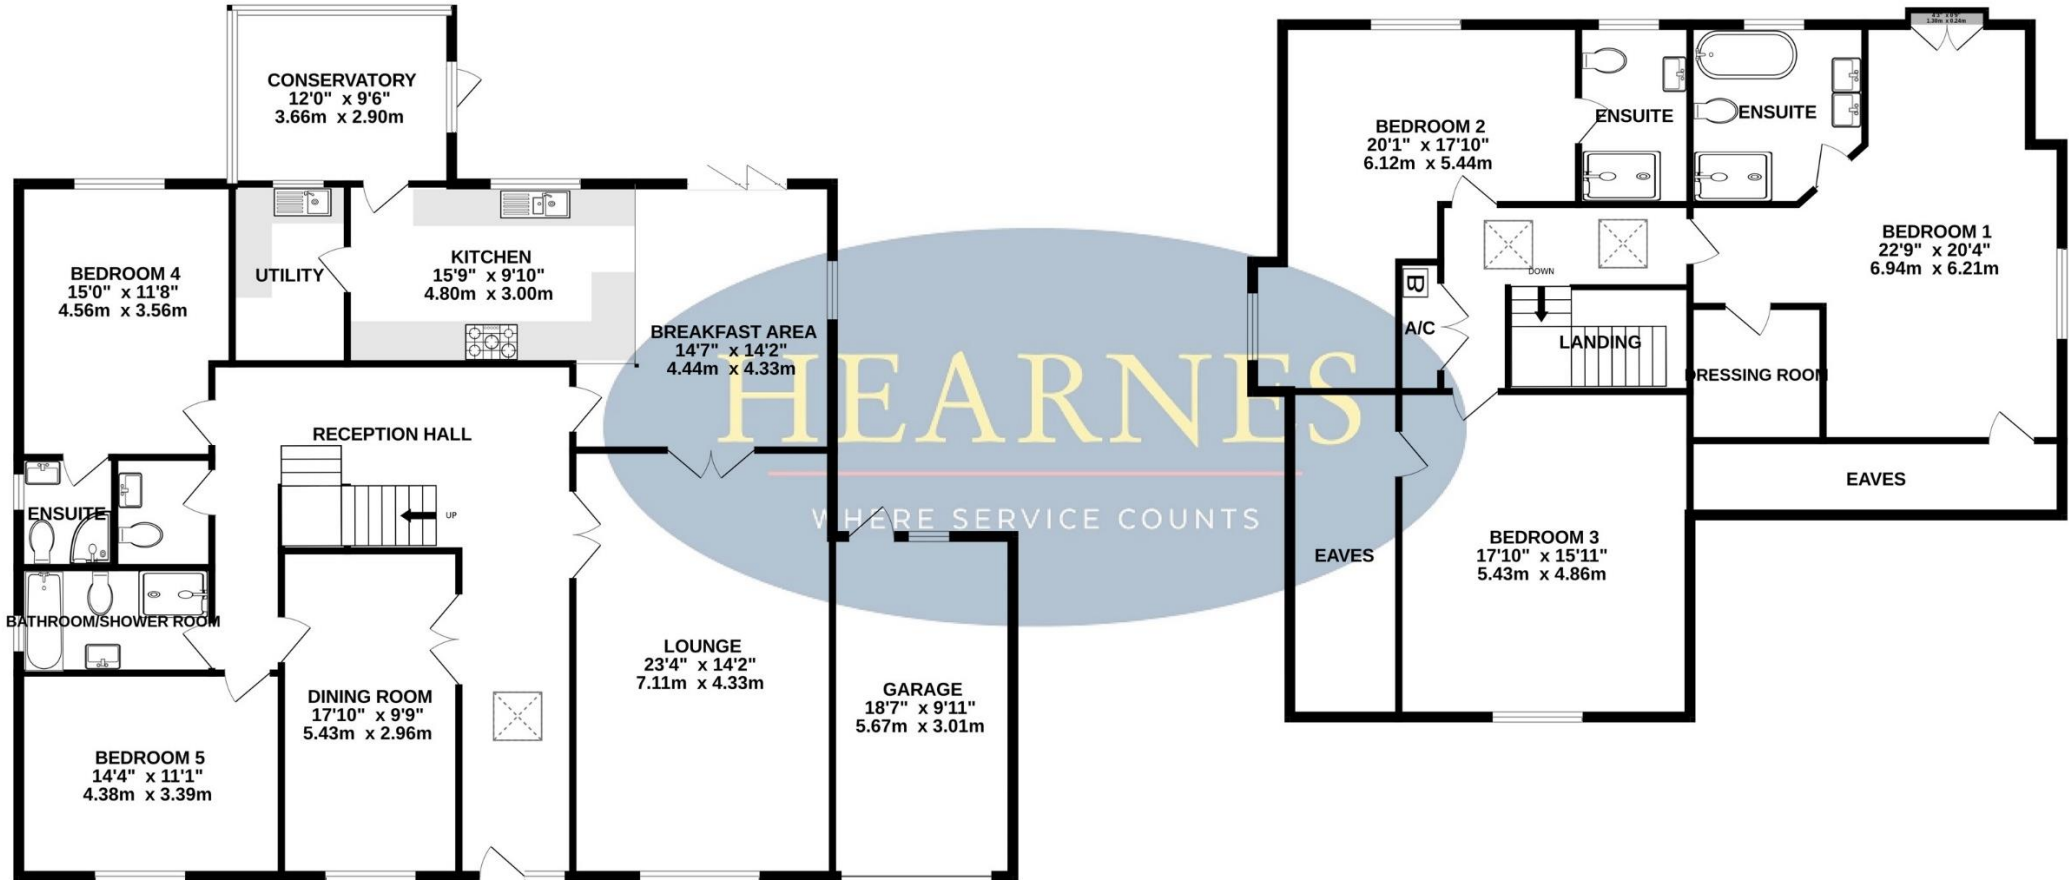 CONSERVATORY
12'0" x 9'6"
3.66m x 2.90m
BEDROOM 4
15'0" x 11'8"
4.56m x 3.56m
UTILITY
KITCHEN
15'9" x 9'10"
4.80m x 3.00m
BREAKFAST AREA
14'7" x 14'2"
4.44m x 4.33m
RECEPTION HALL
UP
ENSUITE
BATHROOM/SHOWER ROOM
BEDROOM 5
14'4" x 11'1"
4.38m x 3.39m
DINING ROOM
17'10" x 9'9"
5.43m x 2.96m
LOUNGE
23'4" x 14'2"
7.11m x 4.33m
GARAGE
18'7" x 9'11"
5.67m x 3.01m
HEARNES
WHERE SERVICE COUNTS
BEDROOM 2
20'1" x 17'10"
6.12m x 5.44m
ENSUITE
ENSUITE
BEDROOM 1
22'9" x 20'4"
6.94m x 6.21m
DOWN
B
A/C
LANDING
DRESSING ROOM
EAVES
EAVES
BEDROOM 3
17'10" x 15'11"
5.43m x 4.86m